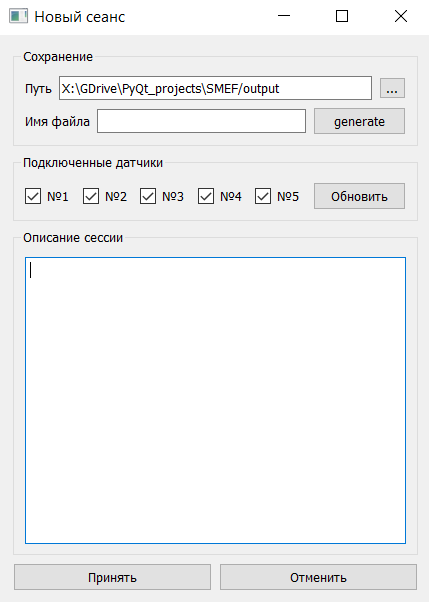 Новый сеанс
Сохранение
Путь X:\GDrive\PyQt_projects\SMEF/output ...
Имя файла generate
Подключенные датчики
№1 №2 №3 №4 №5 Обновить
Описание сессии
Принять Отменить